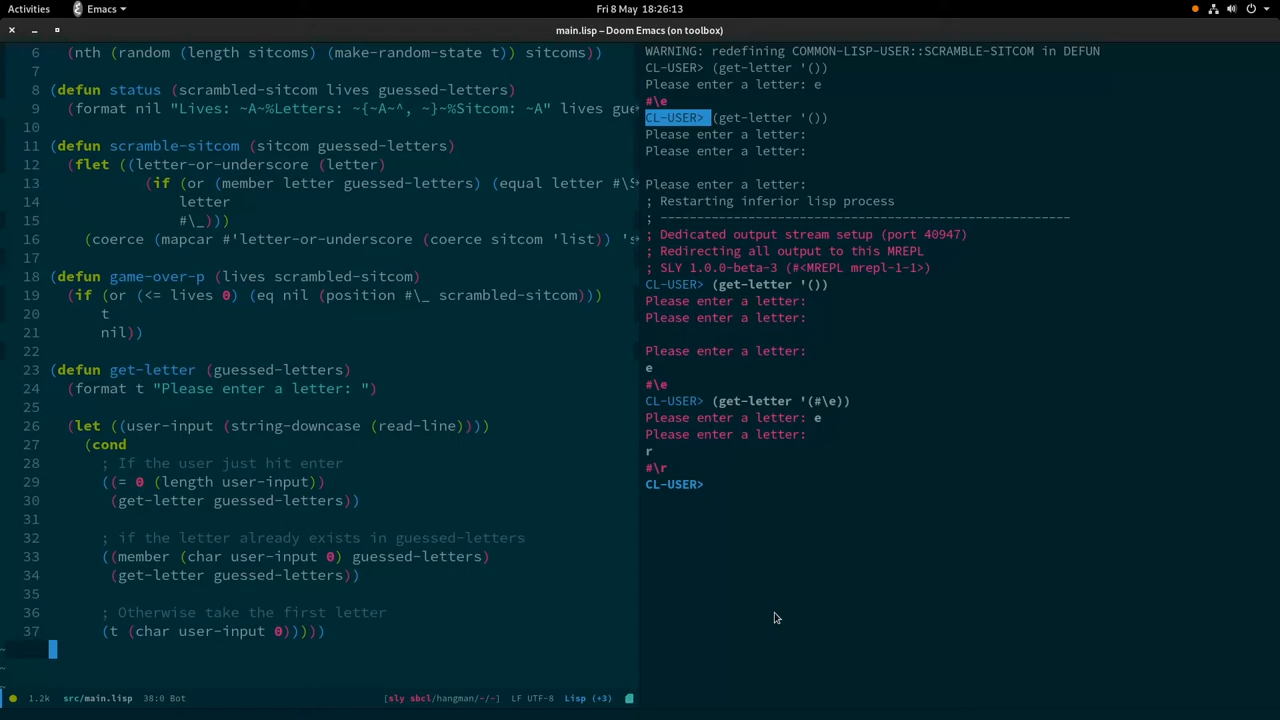 Activities Emacs Fri 8 May 18:26:13
main.lisp – Doom Emacs (on toolbox)
6 (nth (random (length sitcoms) (make-random-state t)) sitcoms))
7
8 (defun status (scrambled-sitcom lives guessed-letters)
9 (format nil "Lives: ~A~%Letters: ~{~A~^, ~}~%Sitcom: ~A" lives gue
10
11 (defun scramble-sitcom (sitcom guessed-letters)
12 (flet ((letter-or-underscore (letter)
13 (if (or (member letter guessed-letters) (equal letter #\S
14 letter
15 #\_)))
16 (coerce (mapcar #'letter-or-underscore (coerce sitcom 'list)) 's
17
18 (defun game-over-p (lives scrambled-sitcom)
19 (if (or (<= lives 0) (eq nil (position #\_ scrambled-sitcom)))
20 t
21 nil))
22
23 (defun get-letter (guessed-letters)
24 (format t "Please enter a letter: ")
25
26 (let ((user-input (string-downcase (read-line))))
27 (cond
28 ; If the user just hit enter
29 ((= 0 (length user-input))
30 (get-letter guessed-letters))
31
32 ; if the letter already exists in guessed-letters
33 ((member (char user-input 0) guessed-letters)
34 (get-letter guessed-letters))
35
36 ; Otherwise take the first letter
37 (t (char user-input 0)))))
~
~
1.2k src/main.lisp 38:0 Bot [sly sbcl/hangman/-/-] LF UTF-8 Lisp (+3)
WARNING: redefining COMMON-LISP-USER::SCRAMBLE-SITCOM in DEFUN
CL-USER> (get-letter '())
Please enter a letter: e
#\e
CL-USER> (get-letter '())
Please enter a letter:
Please enter a letter:
Please enter a letter:
; Restarting inferior lisp process
; -----------------------------------------------------
; Dedicated output stream setup (port 40947)
; Redirecting all output to this MREPL
; SLY 1.0.0-beta-3 (#<MREPL mrepl-1-1>)
CL-USER> (get-letter '())
Please enter a letter:
Please enter a letter:
Please enter a letter:
e
#\e
CL-USER> (get-letter '(#\e))
Please enter a letter: e
Please enter a letter:
r
#\r
CL-USER>